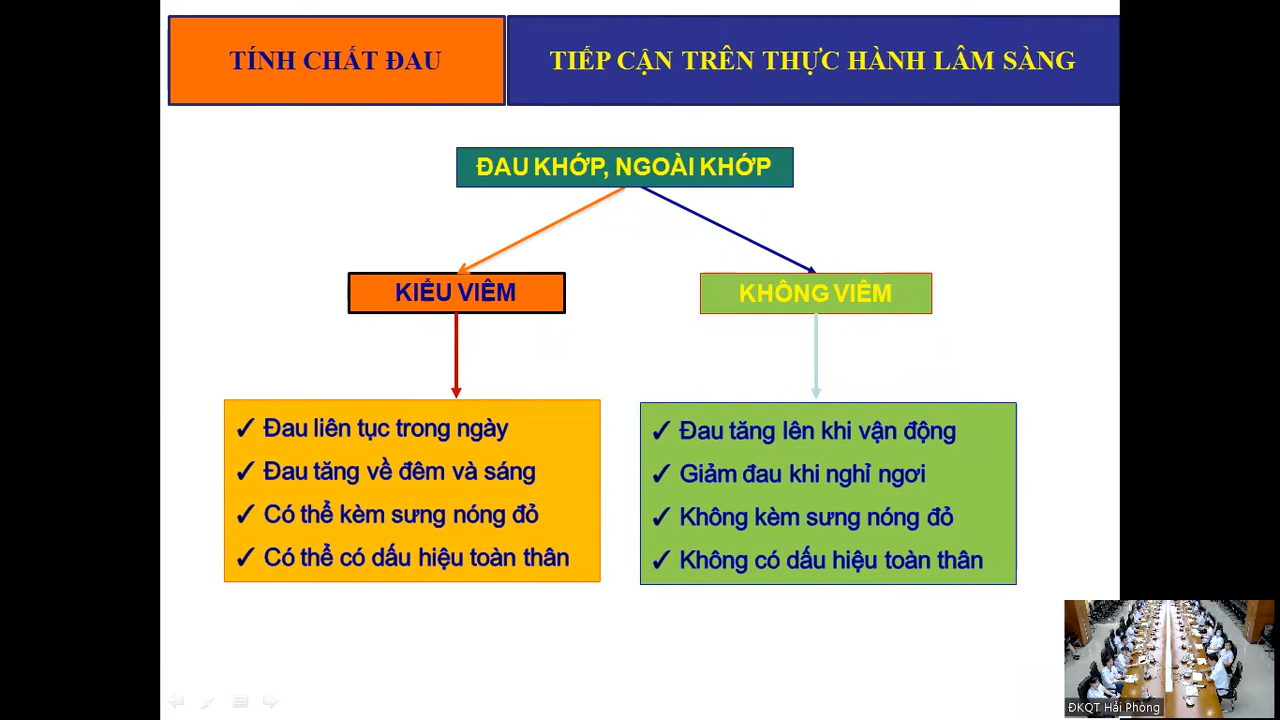 TÍNH CHẤT ĐAU
TIẾP CẬN TRÊN THỰC HÀNH LÂM SÀNG
ĐAU KHỚP, NGOÀI KHỚP
KIỂU VIÊM
KHÔNG VIÊM
✓ Đau liên tục trong ngày
✓ Đau tăng về đêm và sáng
✓ Có thể kèm sưng nóng đỏ
✓ Có thể có dấu hiệu toàn thân
✓ Đau tăng lên khi vận động
✓ Giảm đau khi nghỉ ngơi
✓ Không kèm sưng nóng đỏ
✓ Không có dấu hiệu toàn thân
ĐKQT Hải Phòng